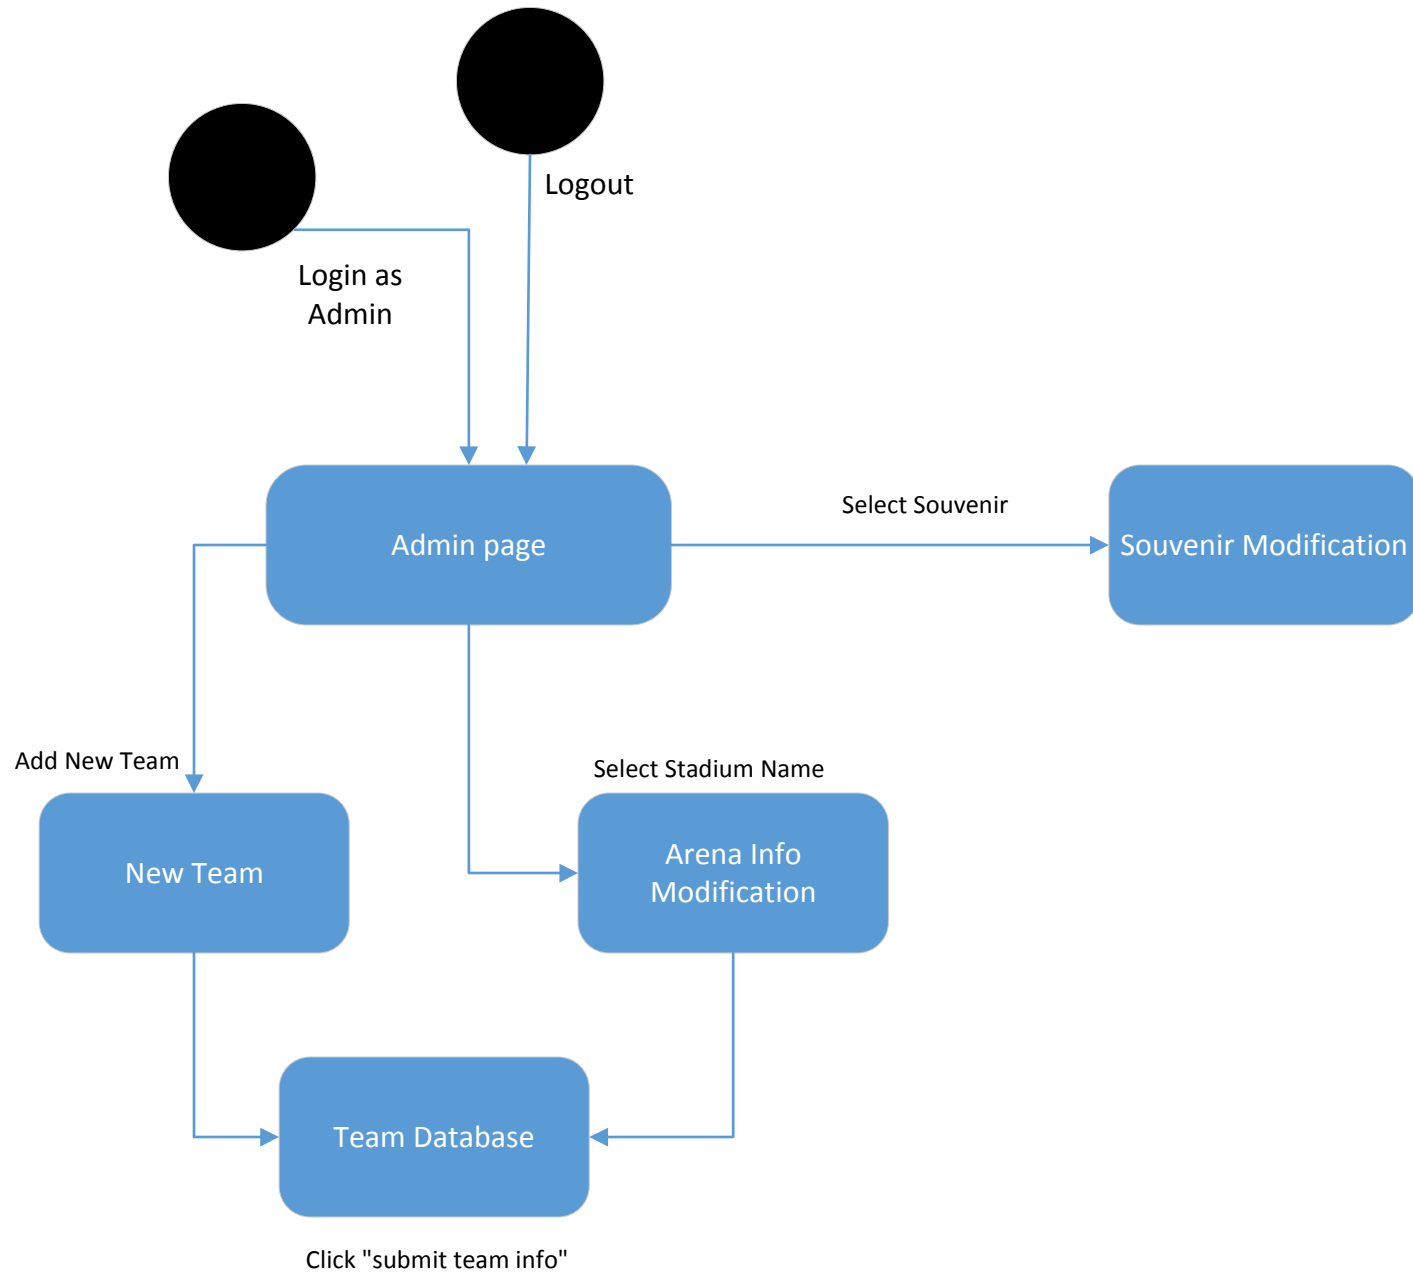 Logout
Login as
Admin
Select Souvenir
Admin page
Souvenir Modification
Add New Team
Select Stadium Name
New Team
Arena Info
Modification
Team Database
Click "submit team info"